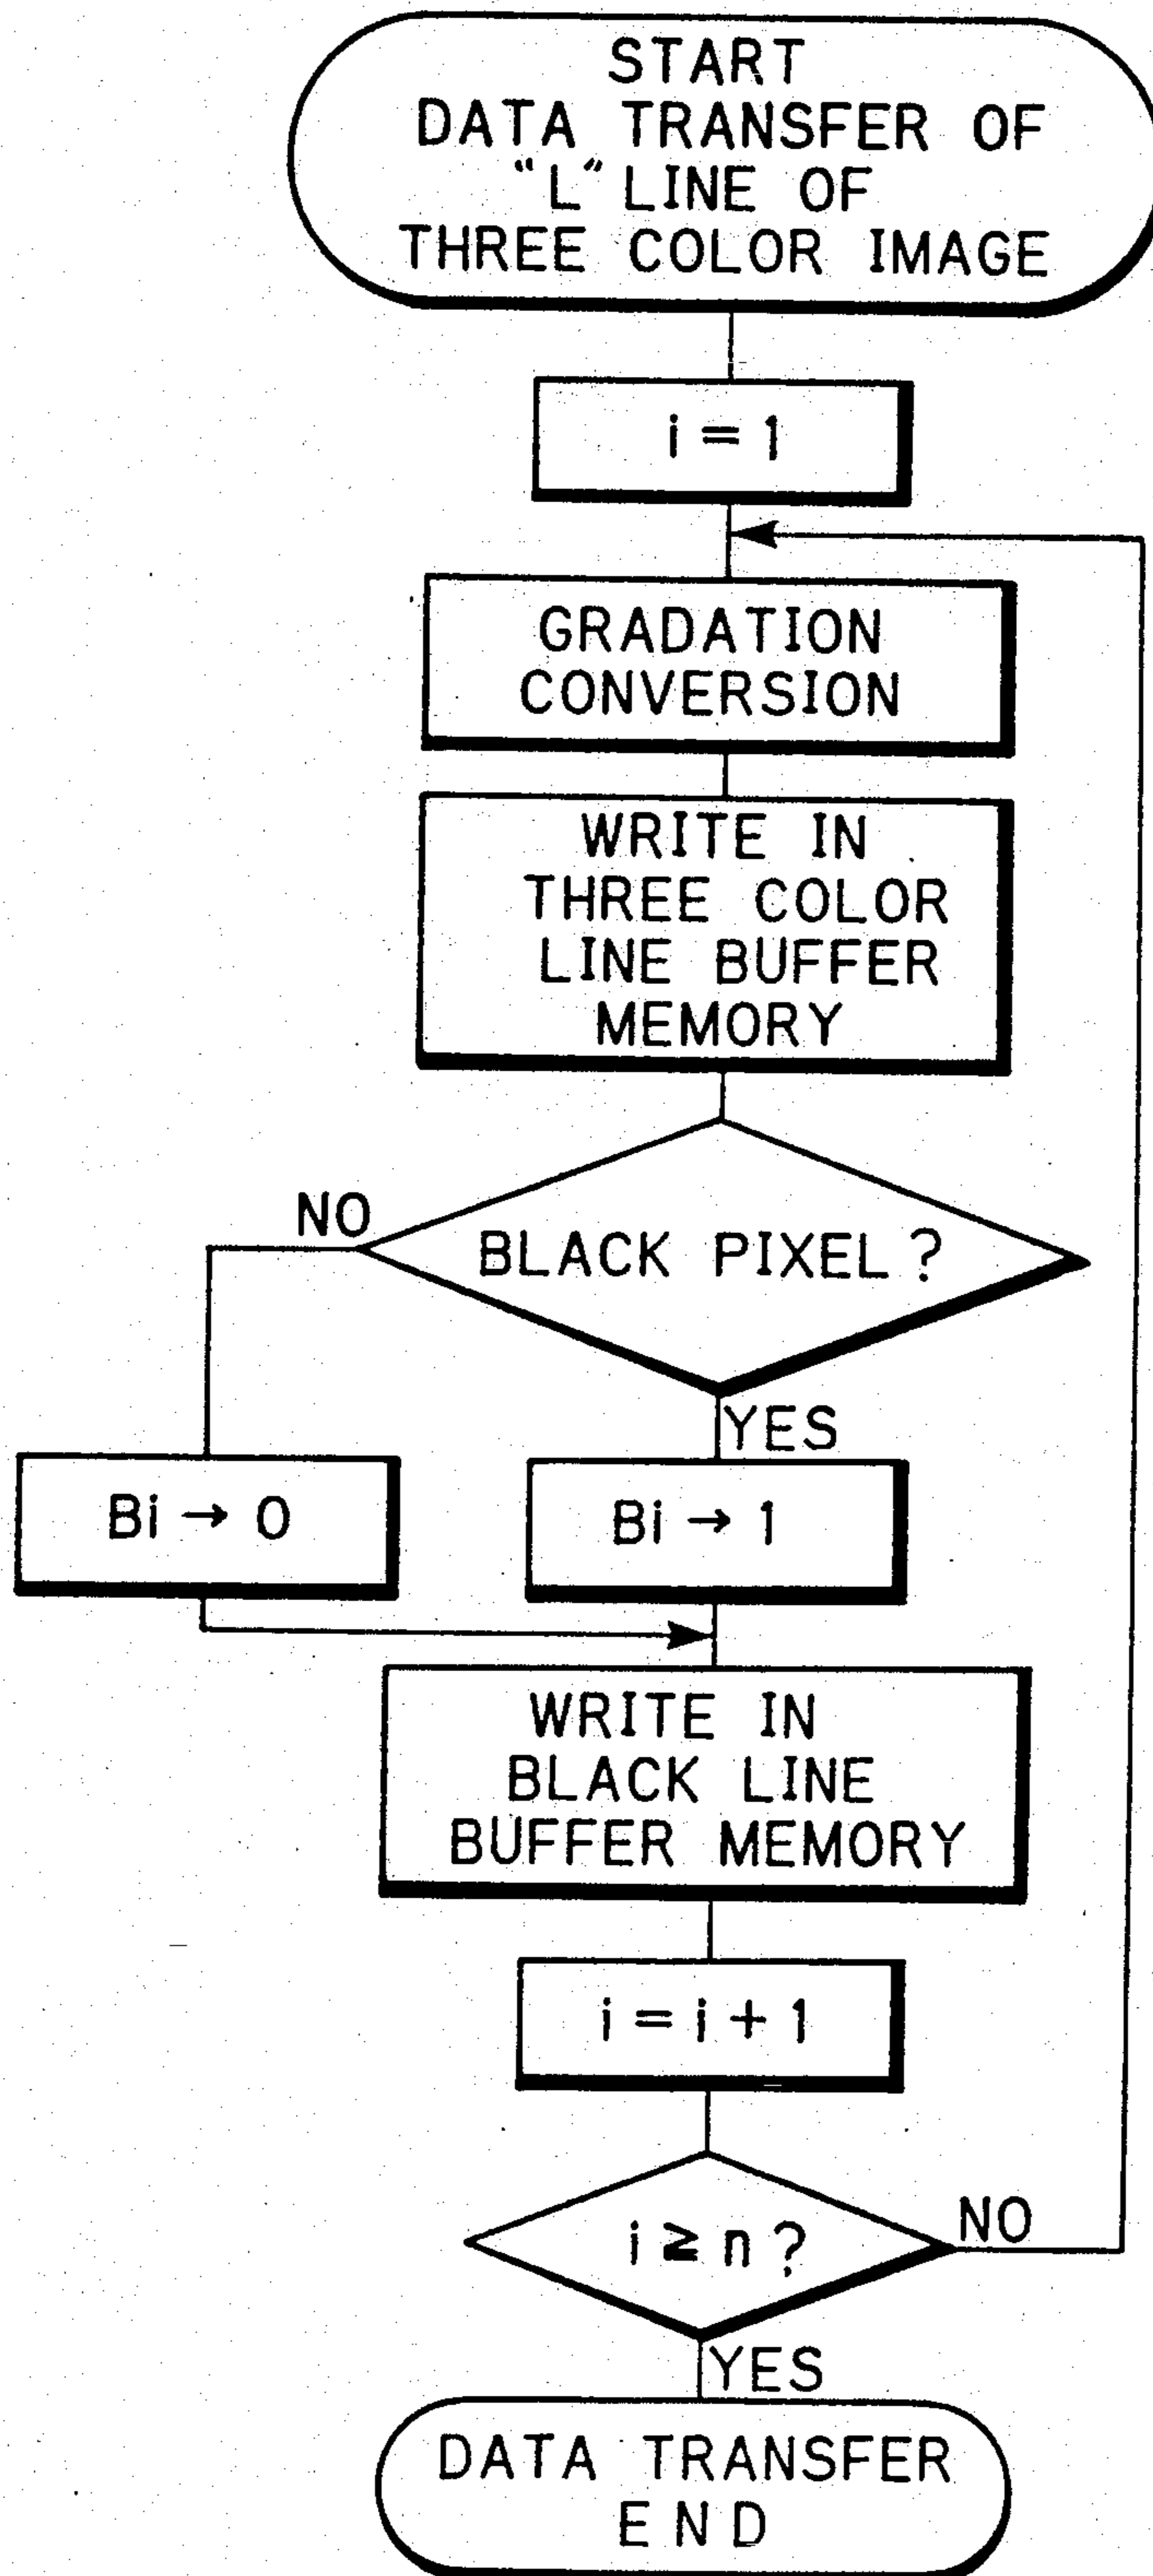 START
DATA TRANSFER OF
"L" LINE OF
THREE COLOR IMAGE
i = 1
GRADATION
CONVERSION
WRITE IN
THREE COLOR
LINE BUFFER
MEMORY
BLACK PIXEL ?
NO
YES
Bi → 0
Bi → 1
WRITE IN
BLACK LINE
BUFFER MEMORY
i = i + 1
i ≧ n ?
NO
YES
DATA TRANSFER
END